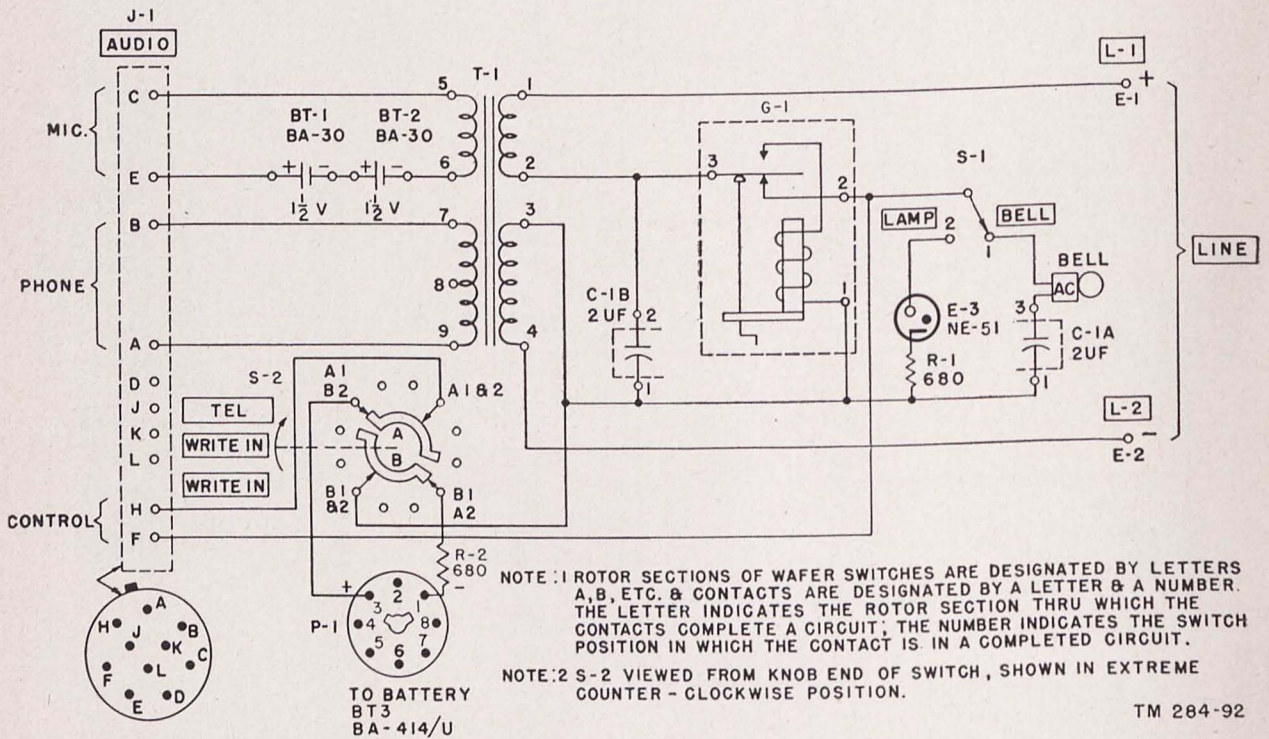 J-1
AUDIO
MIC.
C
E
BT-1
BA-30
BT-2
BA-30
+ - + -
1½ V
1½ V
5
6
T-1
1
2
PHONE
B
A
7
8
9
3
4
D
J
K
L
CONTROL
H
F
S-2
TEL
WRITE IN
WRITE IN
A1
B2
A1&2
A
B
B1
&2
B1
A2
R-2
680
C-1B
2UF
2
1
G-1
3
2
1
S-1
LAMP
2
BELL
1
E-3
NE-51
R-1
680
BELL
AC
3
C-1A
2UF
1
L-1
+
E-1
LINE
L-2
-
E-2
A
H
J
B
K
C
F
L
E
D
P-1
+
-
2
3
1
4
8
5
7
6
TO BATTERY
BT3
BA-414/U
NOTE:1 ROTOR SECTIONS OF WAFER SWITCHES ARE DESIGNATED BY LETTERS
A,B, ETC. & CONTACTS ARE DESIGNATED BY A LETTER & A NUMBER.
THE LETTER INDICATES THE ROTOR SECTION THRU WHICH THE
CONTACTS COMPLETE A CIRCUIT; THE NUMBER INDICATES THE SWITCH
POSITION IN WHICH THE CONTACT IS IN A COMPLETED CIRCUIT.
NOTE:2 S-2 VIEWED FROM KNOB END OF SWITCH, SHOWN IN EXTREME
COUNTER-CLOCKWISE POSITION.
TM 284-92